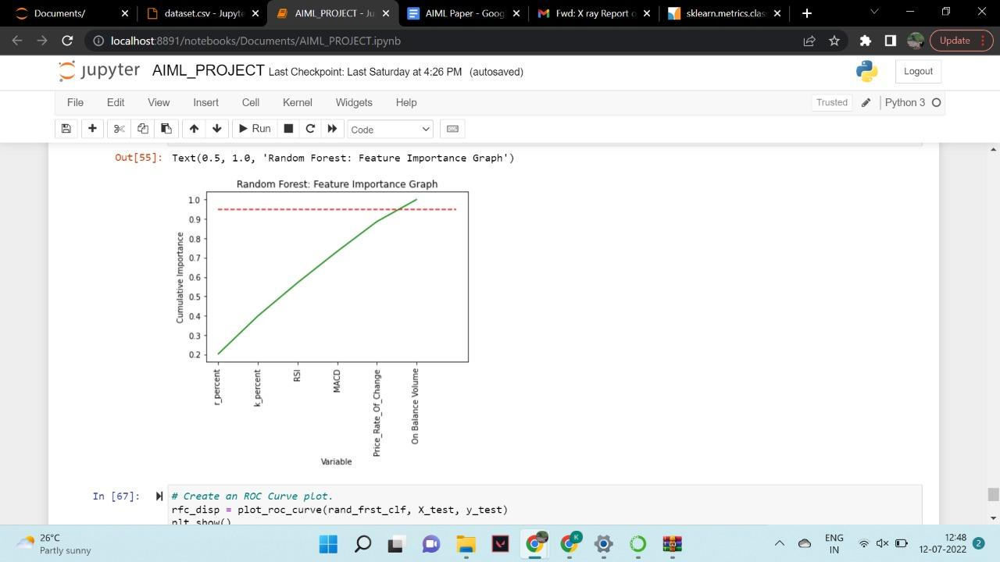 Documents/
dataset.csv - Jupyte
AIML_PROJECT - Ju
AIML Paper - Goog
Fwd: X ray Report o
sklearn.metrics.clas
localhost:8891/notebooks/Documents/AIML_PROJECT.ipynb
Update
jupyter AIML_PROJECT Last Checkpoint: Last Saturday at 4:26 PM (autosaved)
Logout
File Edit View Insert Cell Kernel Widgets Help
Trusted
Python 3
Run
Code
Out[55]: Text(0.5, 1.0, 'Random Forest: Feature Importance Graph')
Random Forest: Feature Importance Graph
1.0
0.9
0.8
0.7
0.6
0.5
0.4
0.3
0.2
Cumulative Importance
r_percent
k_percent
RSI
MACD
Price_Rate_Of_Change
On Balance Volume
Variable
In [67]:
# Create an ROC Curve plot.
rfc_disp = plot_roc_curve(rand_frst_clf, X_test, y_test)
plt.show()
26°C
Partly sunny
K
ENG
IN
12:48
12-07-2022
2